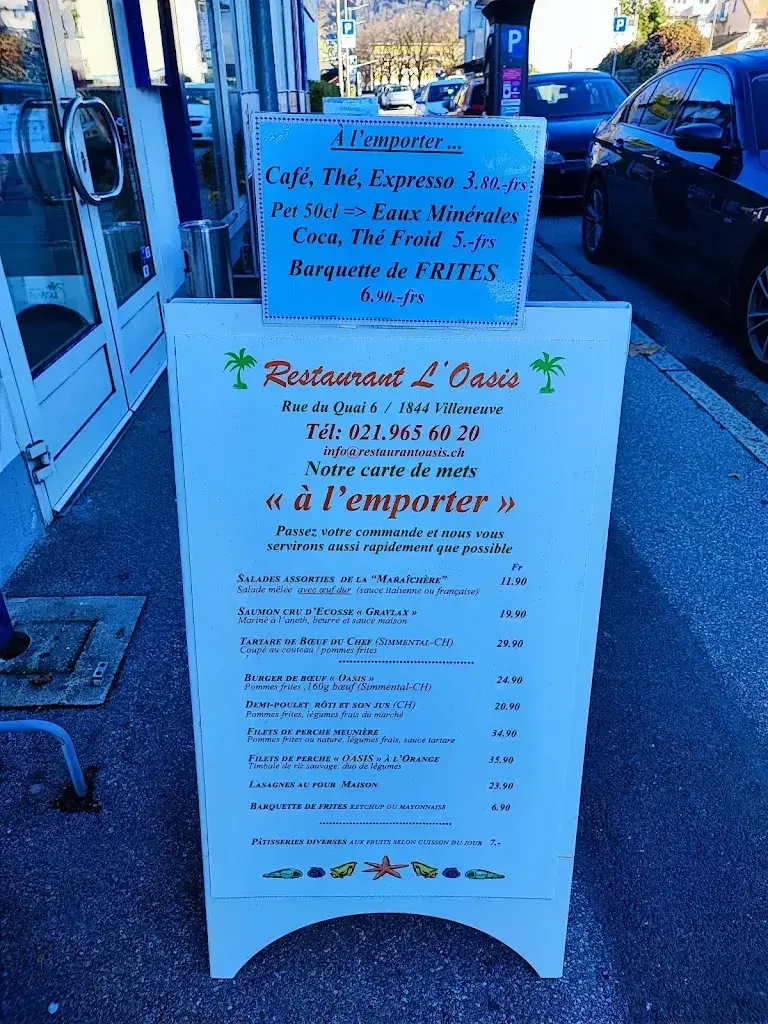 P
P
À l'emporter ...
Café, Thé, Expresso 3.80.-frs
Pet 50cl => Eaux Minérales
Coca, Thé Froid 5.-frs
Barquette de FRITES
6.90.-frs
Restaurant L'Oasis
Rue du Quai 6 / 1844 Villeneuve
Tél: 021.965 60 20
info@restaurantoasis.ch
Notre carte de mets
« à l'emporter »
Passez votre commande et nous vous
servirons aussi rapidement que possible
Fr
Salades assorties de la "Maraîchère" 11.90
Salade mêlée avec œuf dur (sauce italienne ou française)
Saumon cru d'Ecosse « Gravlax » 19.90
Mariné à l'aneth, beurre et sauce maison
Tartare de Bœuf du Chef (Simmental-CH) 29.90
Coupé au couteau / pommes frites
Burger de bœuf « Oasis » 24.90
Pommes frites ,160g bœuf (Simmental-CH)
Demi-poulet rôti et son jus (CH) 20.90
Pommes frites, légumes frais du marché
Filets de perche meunière 34.90
Pommes frites ou nature, légumes frais, sauce tartare
Filets de perche « OASIS » à l'Orange 35.90
Timbale de riz sauvage, duo de légumes
Lasagnes au four Maison 23.90
Barquette de frites ketchup ou mayonnaise 6.90
Pâtisseries diverses aux fruits selon cuisson du jour 7.-